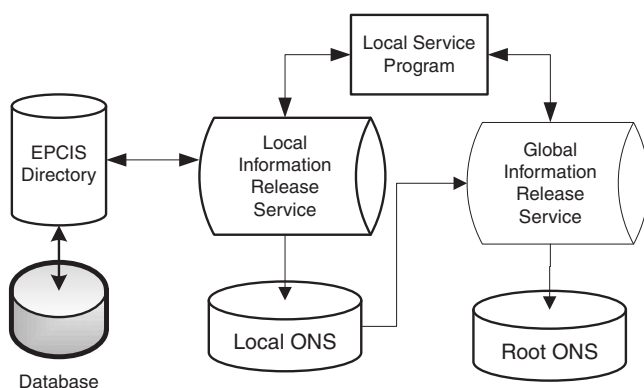 Local Service
Program
EPCIS
Directory
Local
Information
Release
Service
Global
Information
Release
Service
Local ONS
Root ONS
Database